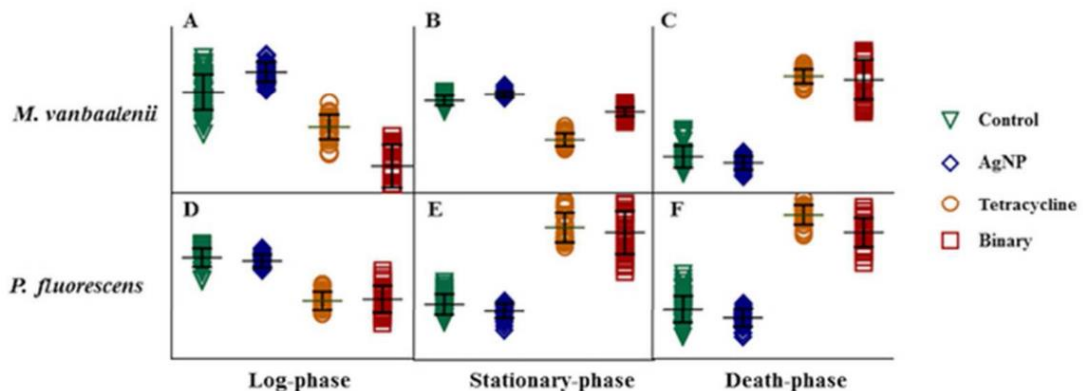 A
B
C
M. vanbaalenii
D
E
F
P. fluorescens
Log-phase
Stationary-phase
Death-phase
Control
AgNP
Tetracycline
Binary